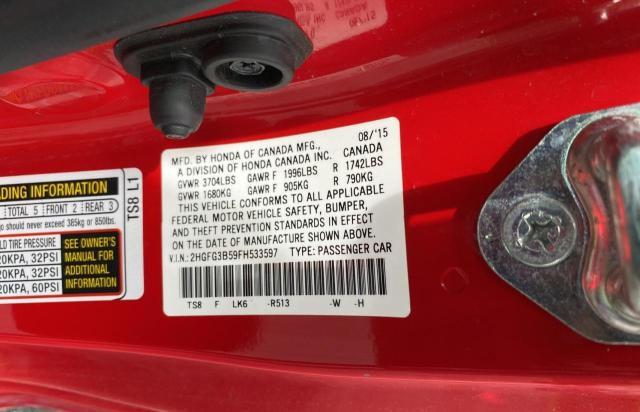 08/'15
MFD. BY HONDA OF CANADA MFG., CANADA
A DIVISION OF HONDA CANADA INC.
GVWR 3704LBS GAWR F 1996LBS R 1742LBS
GVWR 1680KG GAWR F 905KG R 790KG
THIS VEHICLE CONFORMS TO ALL APPLICABLE
FEDERAL MOTOR VEHICLE SAFETY, BUMPER,
AND THEFT PREVENTION STANDARDS IN EFFECT
ON THE DATE OF MANUFACTURE SHOWN ABOVE.
V.I.N.: 2HGFG3B59FH533597 TYPE: PASSENGER CAR
TS8 F LK6 -R513 -W -H
ADING INFORMATION
TOTAL 5 FRONT 2 REAR 3
go should never exceed 385kg or 850lbs.
LD TIRE PRESSURE
20KPA, 32PSI
20KPA, 32PSI
20KPA, 60PSI
SEE OWNER'S
MANUAL FOR
ADDITIONAL
INFORMATION
TS8 L1